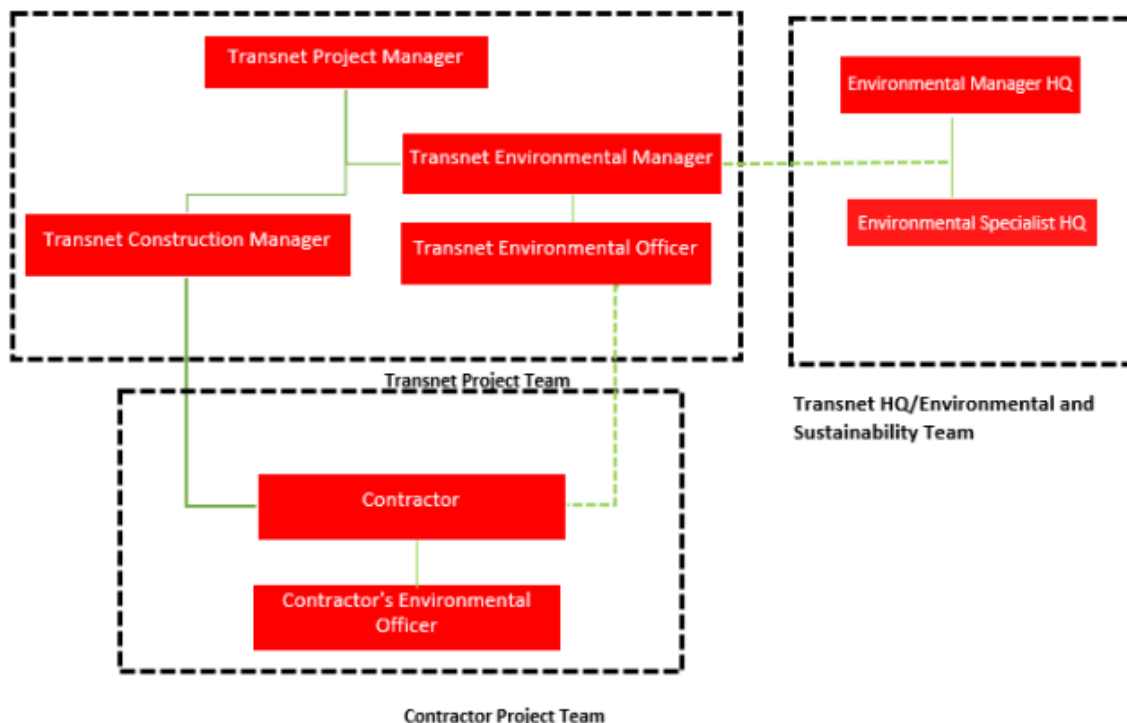 Transnet Project Manager
Environmental Manager HQ
Transnet Environmental Manager
Transnet Construction Manager
Transnet Environmental Officer
Environmental Specialist HQ
Transnet Project Team
Transnet HQ/Environmental and
Sustainability Team
Contractor
Contractor's Environmental
Officer
Contractor Project Team